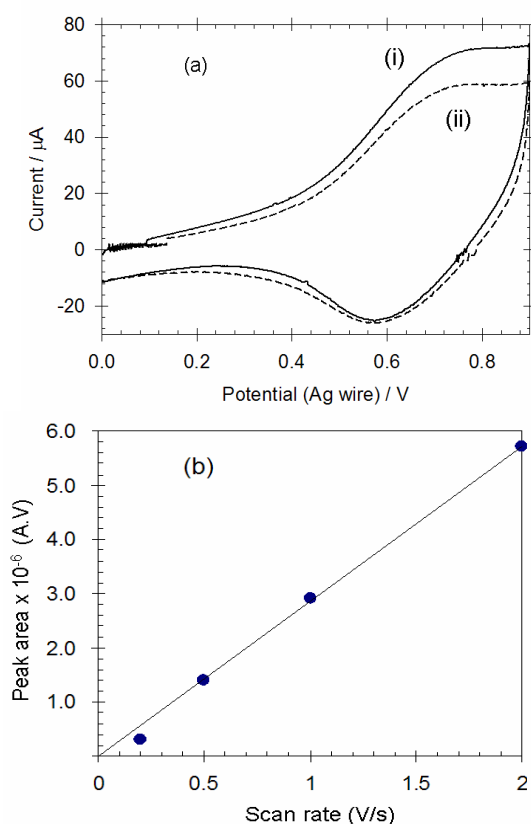 80
(a)
(i)
60
(ii)
40
20
0
-20
Current / µA
0.0 0.2 0.4 0.6 0.8
Potential (Ag wire) / V
6.0
(b)
5.0
4.0
3.0
2.0
1.0
Peak area x 10⁻⁶ (A.V)
0 0.5 1 1.5 2
Scan rate (V/s)